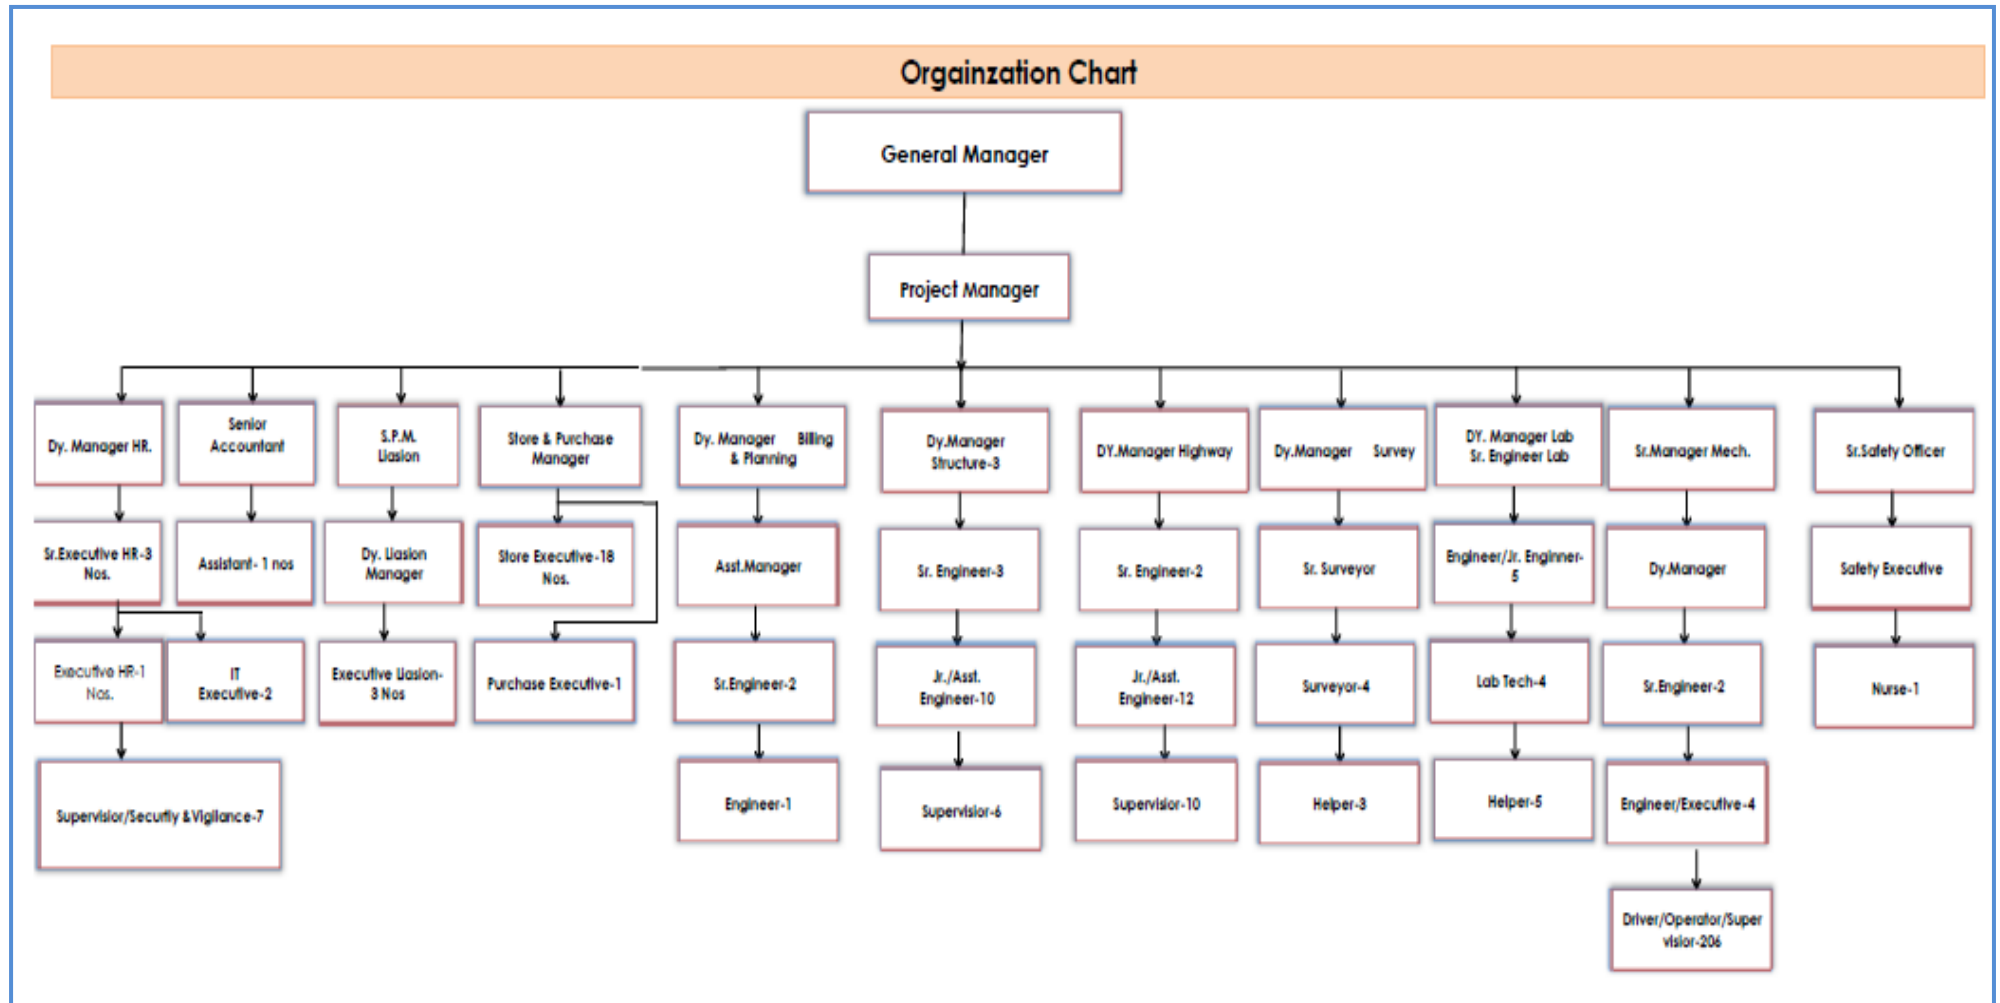 Orgainzation Chart
General Manager
Project Manager
Dy. Manager HR.
Senior
Accountant
S.P.M.
Liasion
Store & Purchase
Manager
Dy. Manager Billing
& Planning
Dy.Manager
Structure-3
DY.Manager Highway
Dy.Manager Survey
DY. Manager Lab
Sr. Engineer Lab
Sr.Manager Mech.
Sr.Safety Officer
Sr.Executive HR-3
Nos.
Assistant- 1 nos
Dy. Liasion
Manager
Store Executive-18
Nos.
Asst.Manager
Sr. Engineer-3
Sr. Engineer-2
Sr. Surveyor
Engineer/Jr. Enginner-
5
Dy.Manager
Safety Executive
Executive HR-1
Nos.
IT
Executive-2
Executive Liasion-
3 Nos
Purchase Executive-1
Sr.Engineer-2
Jr./Asst.
Engineer-10
Jr./Asst.
Engineer-12
Surveyor-4
Lab Tech-4
Sr.Engineer-2
Nurse-1
Supervisior/Securtiy &Vigilance-7
Engineer-1
Supervisior-6
Supervisior-10
Helper-3
Helper-5
Engineer/Executive-4
Driver/Operator/Super
visior-206